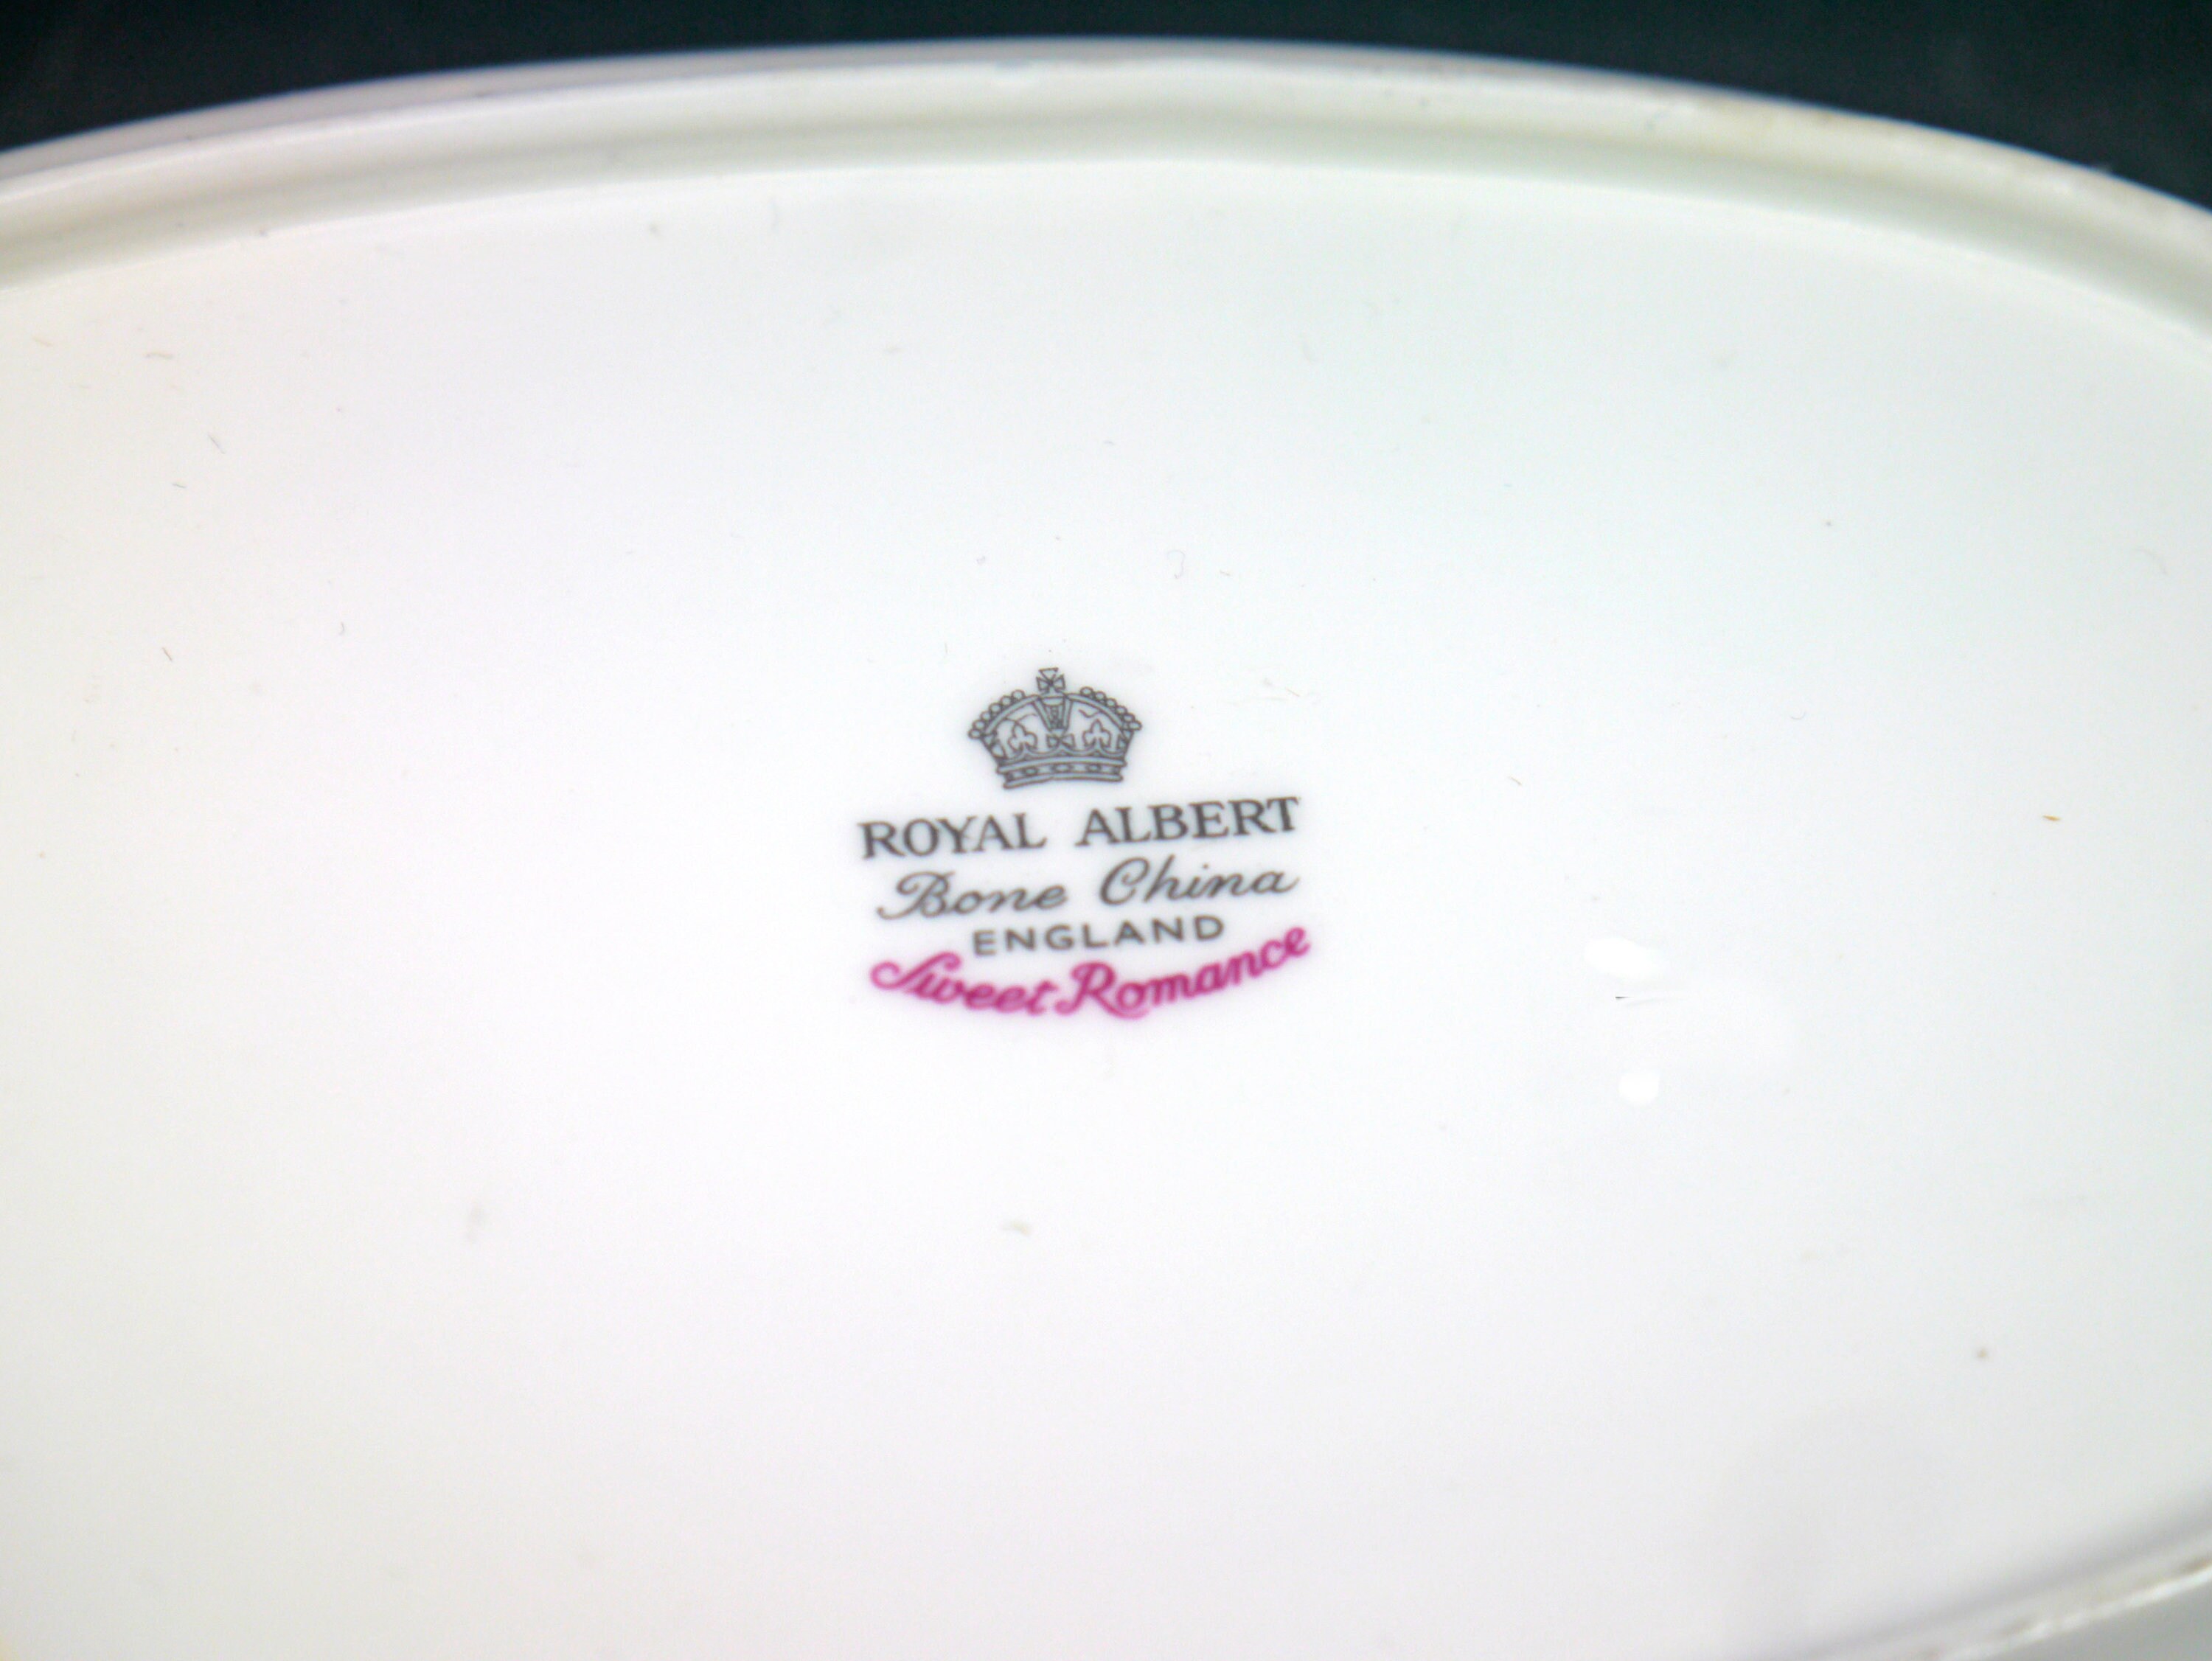 ROYAL ALBERT
Bone China
ENGLAND
Sweet Romance